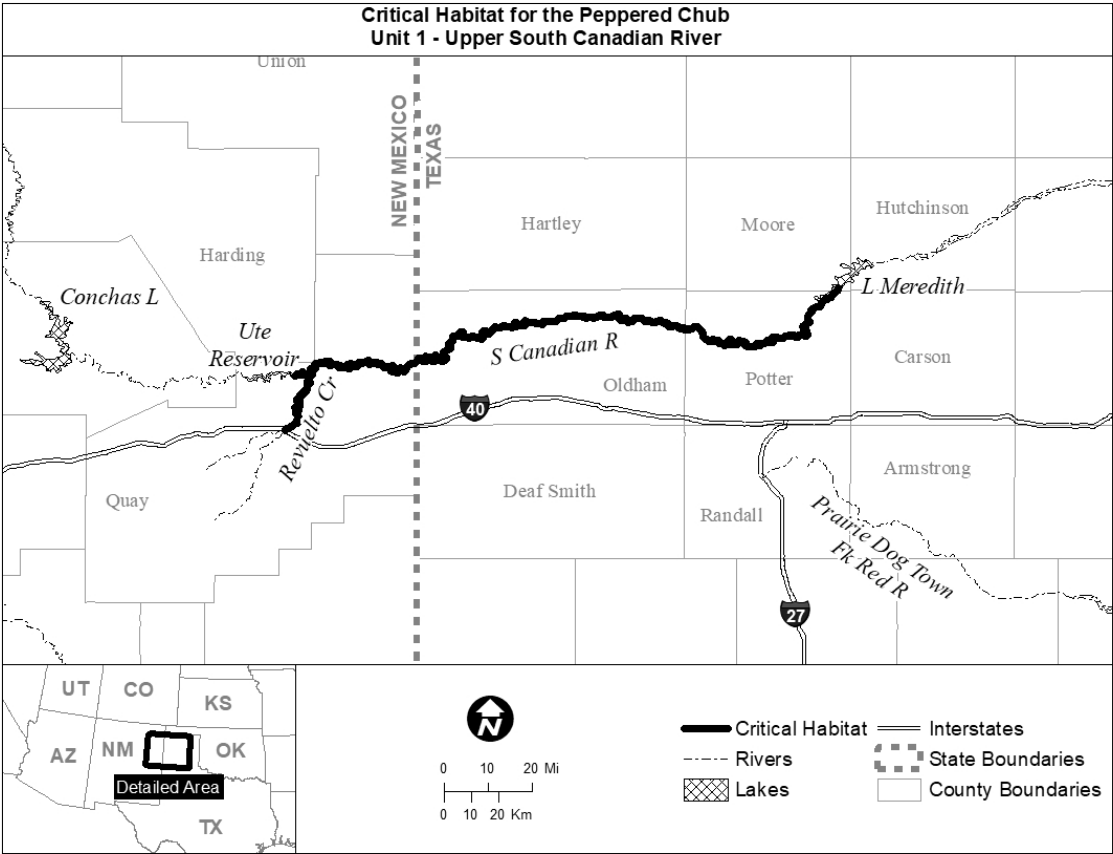 Critical Habitat for the Peppered Chub
Unit 1 - Upper South Canadian River
Union
NEW MEXICO
TEXAS
Hartley
Moore
Hutchinson
Harding
Conchas L
Ute
Reservoir
L Meredith
S Canadian R
Oldham
Potter
Carson
40
Revuelto Cr
Quay
Deaf Smith
Randall
Armstrong
Prairie Dog Town
Fk Red R
27
UT
CO
KS
AZ
NM
OK
Detailed Area
TX
N
0 10 20 Mi
0 10 20 Km
Critical Habitat
Rivers
Lakes
Interstates
State Boundaries
County Boundaries